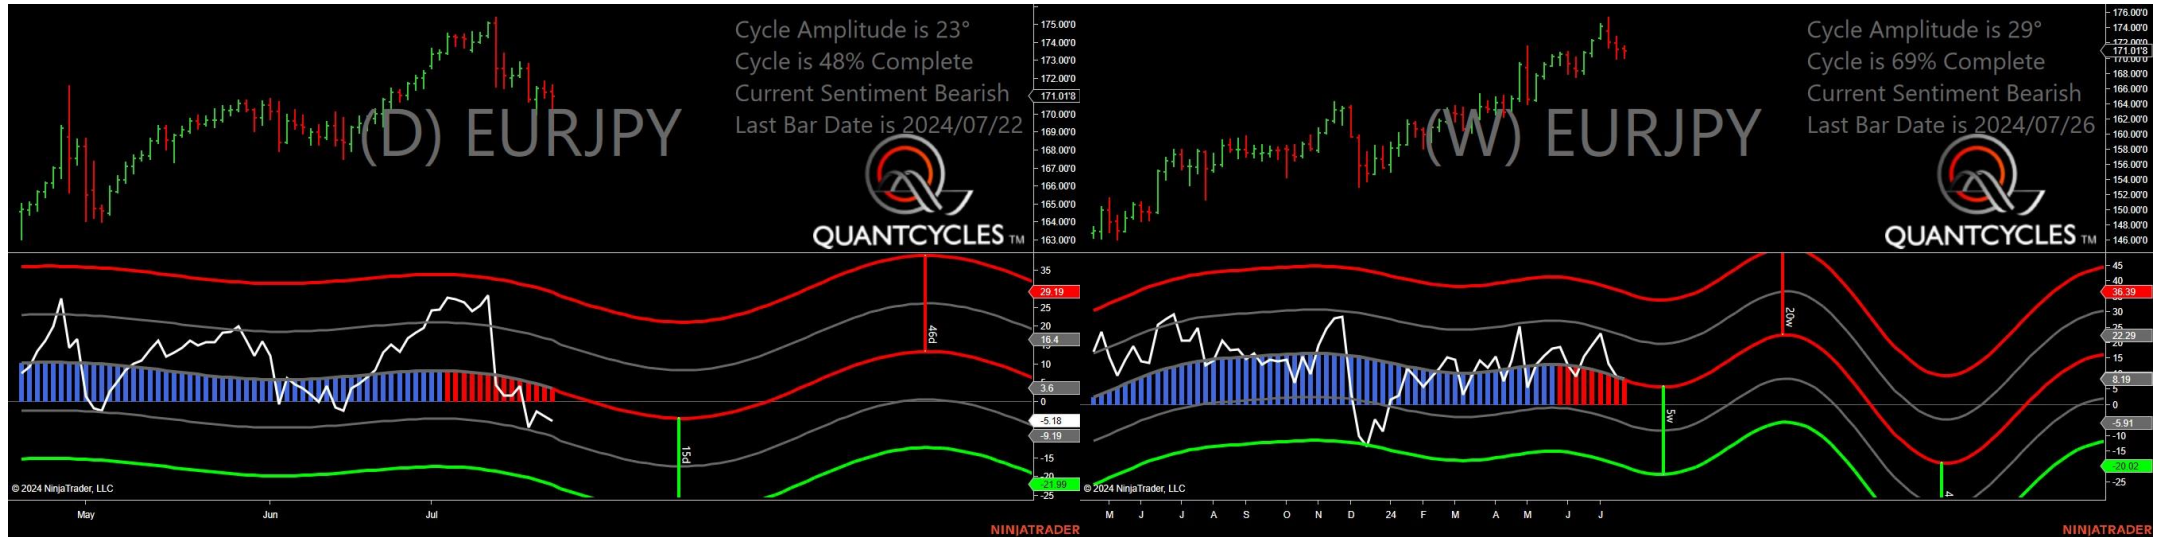 Cycle Amplitude is 23°
Cycle is 48% Complete
Current Sentiment Bearish
Last Bar Date is 2024/07/22
(D) EURJPY
QUANTCYCLES TM
175.00'0
174.00'0
173.00'0
172.00'0
171.01'8
170.00'0
169.00'0
168.00'0
167.00'0
166.00'0
165.00'0
164.00'0
163.00'0
35
29.19
25
20
16.4
10
3.6
0
-5.18
-9.19
-15
-21.99
-25
46d
15d
© 2024 NinjaTrader, LLC
May Jun Jul
NINJATRADER
Cycle Amplitude is 29°
Cycle is 69% Complete
Current Sentiment Bearish
Last Bar Date is 2024/07/26
(W) EURJPY
QUANTCYCLES TM
176.00'0
174.00'0
171.01'8
168.00'0
166.00'0
164.00'0
162.00'0
160.00'0
158.00'0
156.00'0
154.00'0
152.00'0
150.00'0
148.00'0
146.00'0
45
40
36.39
30
22.29
20
15
8.19
5
0
-5.91
-10
-15
-20.02
-25
20w
5w
4
© 2024 NinjaTrader, LLC
M J J A S O N D 24 F M A M J J
NINJATRADER